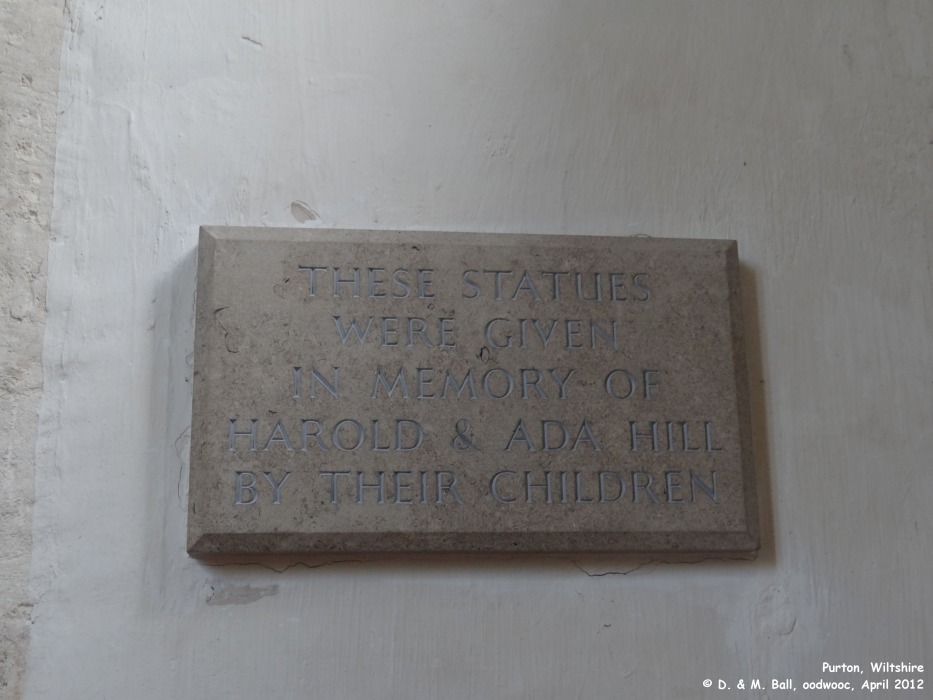 THESE STATUES
WERE GIVEN
IN MEMORY OF
HAROLD & ADA HILL
BY THEIR CHILDREN
Purton, Wiltshire
© D. & M. Ball, oodwooc, April 2012